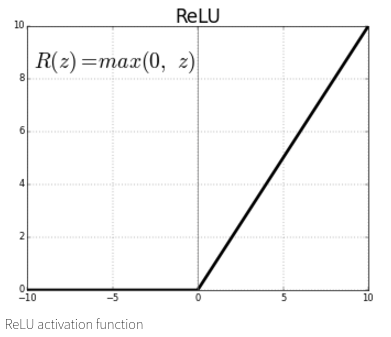 ReLU
10
R(z)=max(0, z)
8
6
4
2
0
−10 −5 0 5 10
ReLU activation function